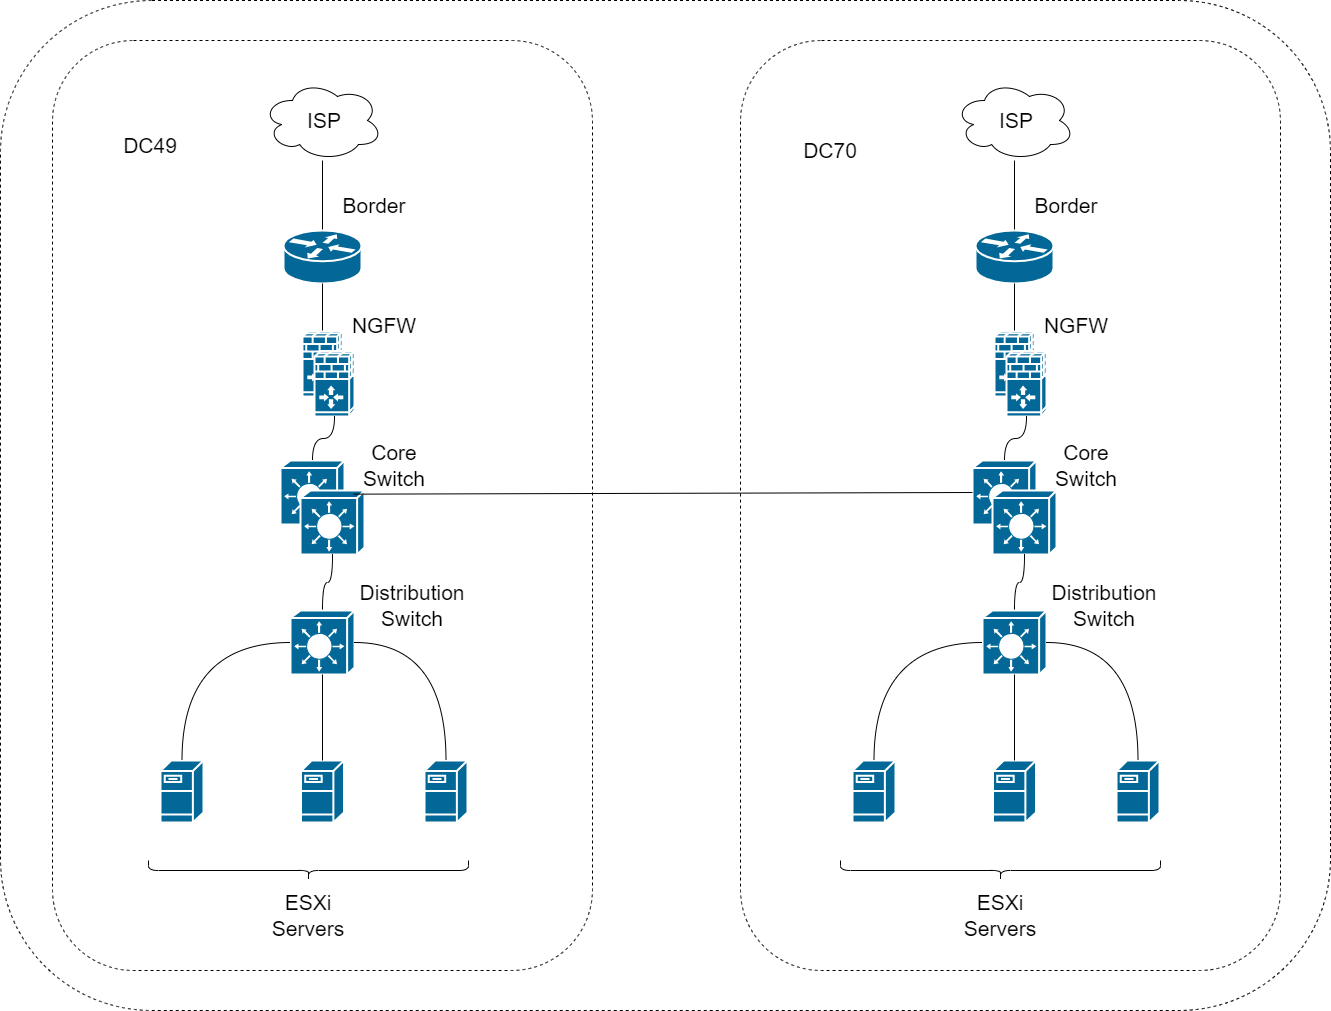 ISP
DC49
Border
NGFW
Core
Switch
Distribution
Switch
ESXi
Servers
ISP
DC70
Border
NGFW
Core
Switch
Distribution
Switch
ESXi
Servers